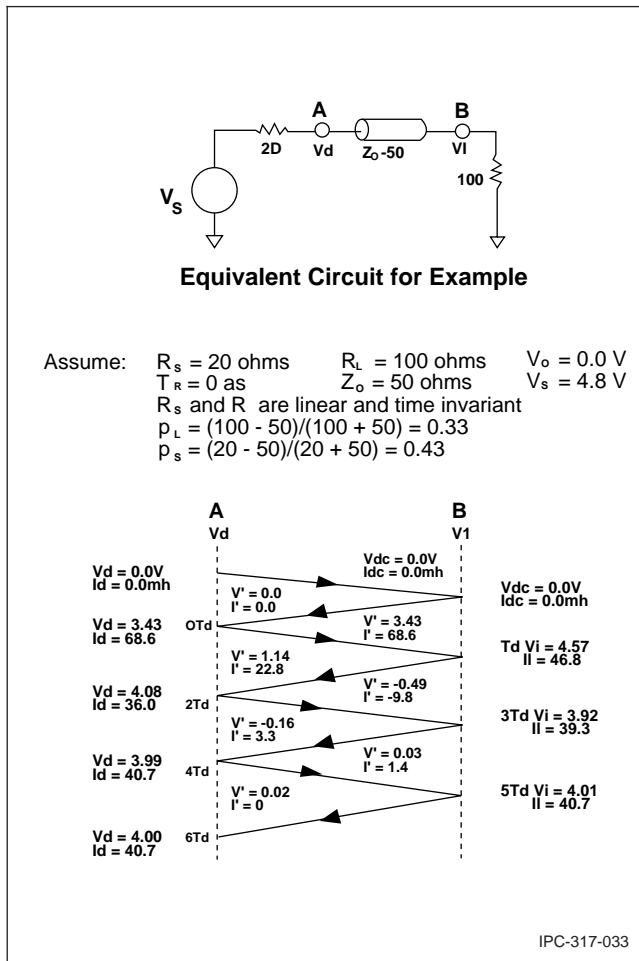 A
B
2D
Vd
ZO-50
Vl
100
VS
Equivalent Circuit for Example
Assume: RS = 20 ohms RL = 100 ohms VO = 0.0 V
TR = 0 as ZO = 50 ohms VS = 4.8 V
RS and R are linear and time invariant
pL = (100 - 50)/(100 + 50) = 0.33
pS = (20 - 50)/(20 + 50) = 0.43
A
B
Vd
V1
Vd = 0.0V
Id = 0.0mh
Vdc = 0.0V
Idc = 0.0mh
Vdc = 0.0V
Idc = 0.0mh
V' = 0.0
I' = 0.0
Vd = 3.43
Id = 68.6
OTd
V' = 3.43
I' = 68.6
Td Vi = 4.57
Il = 46.8
V' = 1.14
I' = 22.8
Vd = 4.08
Id = 36.0
2Td
V' = -0.49
I' = -9.8
3Td Vi = 3.92
Il = 39.3
V' = -0.16
I' = 3.3
Vd = 3.99
Id = 40.7
4Td
V' = 0.03
I' = 1.4
5Td Vi = 4.01
Il = 40.7
V' = 0.02
I' = 0
Vd = 4.00
Id = 40.7
6Td
IPC-317-033